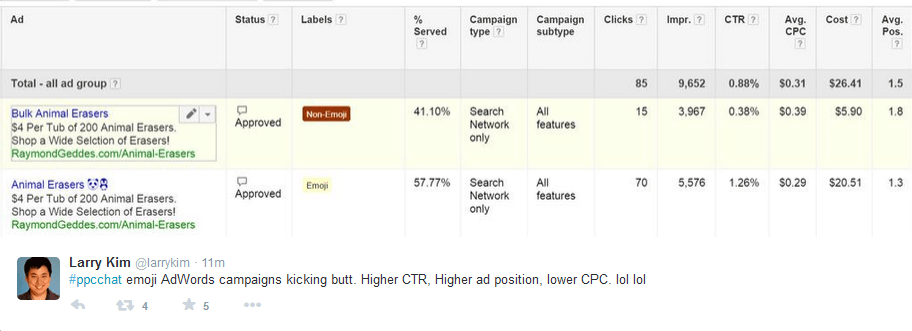 Ad Status ? Labels ? % Served ? Campaign type ? Campaign subtype Clicks ? Impr. ? CTR ? Avg. CPC ? Cost ? Avg. Pos. ?
Total - all ad group ? 85 9,652 0.88% $0.31 $26.41 1.5
Bulk Animal Erasers
$4 Per Tub of 200 Animal Erasers.
Shop a Wide Selction of Erasers!
RaymondGeddes.com/Animal-Erasers
Approved Non-Emoji 41.10% Search Network only All features 15 3,967 0.38% $0.39 $5.90 1.8
Animal Erasers 🐼🐧
$4 Per Tub of 200 Animal Erasers.
Shop a Wide Selection of Erasers!
RaymondGeddes.com/Animal-Erasers
Approved Emoji 57.77% Search Network only All features 70 5,576 1.26% $0.29 $20.51 1.3
Larry Kim @larrykim · 11m
#ppcchat emoji AdWords campaigns kicking butt. Higher CTR, Higher ad position, lower CPC. lol lol
4 5